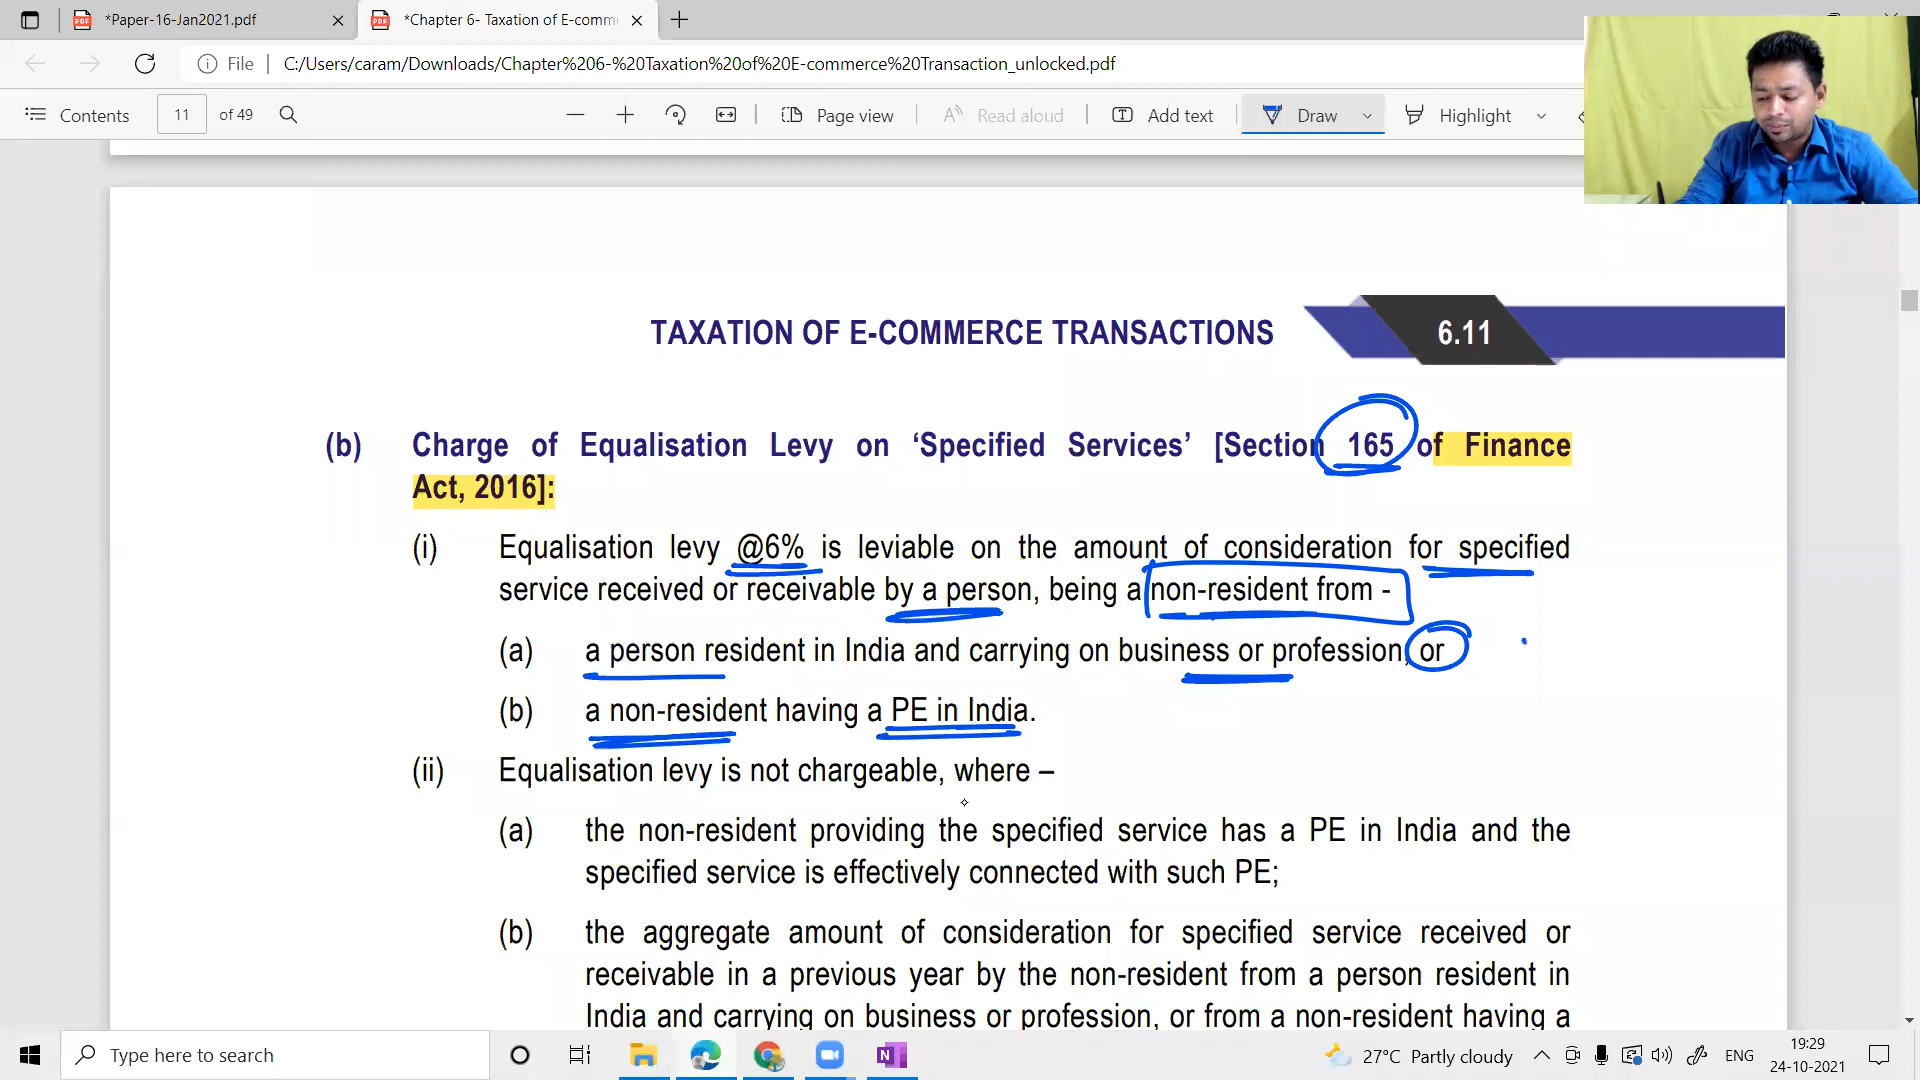 *Paper-16-Jan2021.pdf
*Chapter 6- Taxation of E-comm
File
C:/Users/caram/Downloads/Chapter%206-%20Taxation%20of%20E-commerce%20Transaction_unlocked.pdf
Contents
11
of 49
Page view
Read aloud
Add text
Draw
Highlight
TAXATION OF E-COMMERCE TRANSACTIONS
6.11
(b) Charge of Equalisation Levy on ‘Specified Services’ [Section 165 of Finance
Act, 2016]:
(i) Equalisation levy @6% is leviable on the amount of consideration for specified
service received or receivable by a person, being a non-resident from -
(a) a person resident in India and carrying on business or profession, or
(b) a non-resident having a PE in India.
(ii) Equalisation levy is not chargeable, where –
(a) the non-resident providing the specified service has a PE in India and the
specified service is effectively connected with such PE;
(b) the aggregate amount of consideration for specified service received or
receivable in a previous year by the non-resident from a person resident in
India and carrying on business or profession, or from a non-resident having a
Type here to search
27°C Partly cloudy
ENG
19:29
24-10-2021